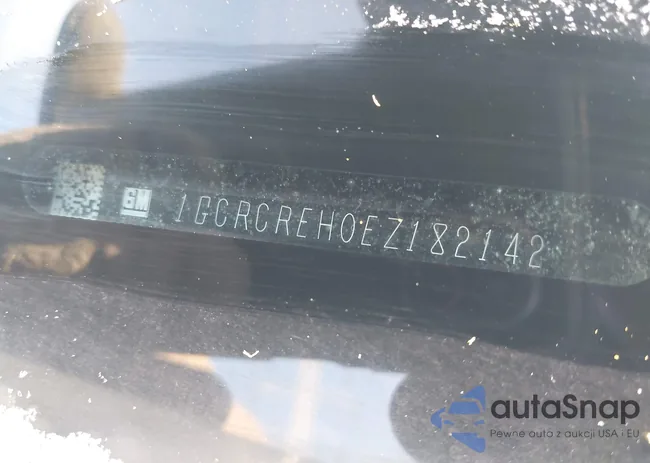 GM 1GCRCREH0EZ182142
autaSnap
Pewne auta z aukcji USA i EU